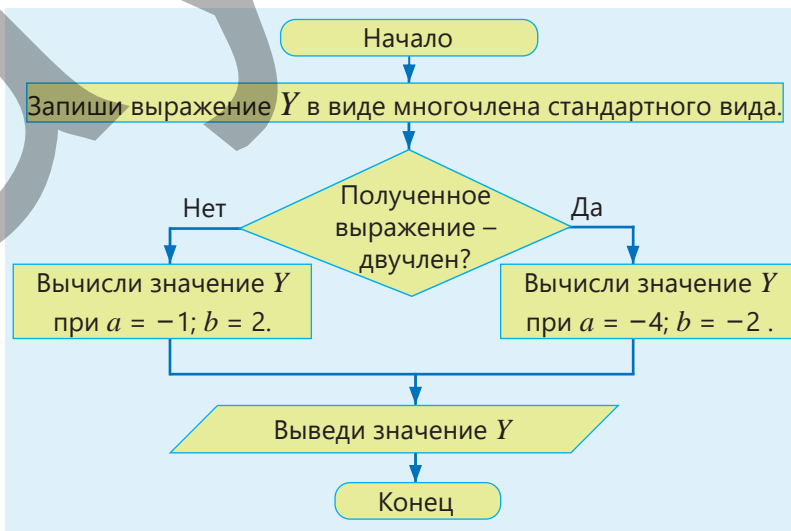 Начало
Запиши выражение Y в виде многочлена стандартного вида.
Полученное
выражение –
двучлен?
Нет
Да
Вычисли значение Y
при a = −1; b = 2.
Вычисли значение Y
при a = −4; b = −2 .
Выведи значение Y
Конец